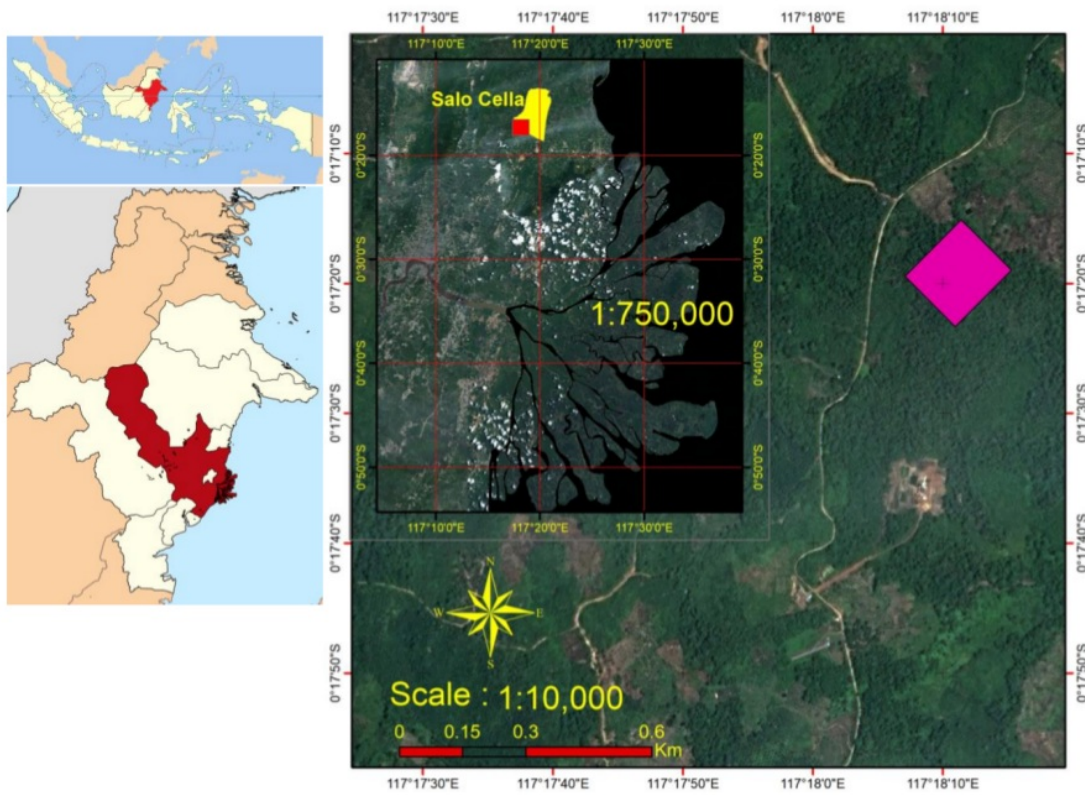 117°17'30"E 117°17'40"E 117°17'50"E 117°18'0"E 117°18'10"E
117°10'0"E 117°20'0"E 117°30'0"E
Salo Cella
0°20'0"S 0°20'0"S
0°30'0"S 0°30'0"S
1:750,000
0°40'0"S 0°40'0"S
0°50'0"S 0°50'0"S
117°10'0"E 117°20'0"E 117°30'0"E
0°17'10"S 0°17'10"S
0°17'20"S 0°17'20"S
0°17'30"S 0°17'30"S
0°17'40"S 0°17'40"S
0°17'50"S 0°17'50"S
N
W E
S
Scale : 1:10,000
0 0.15 0.3 0.6
Km
117°17'30"E 117°17'40"E 117°17'50"E 117°18'0"E 117°18'10"E